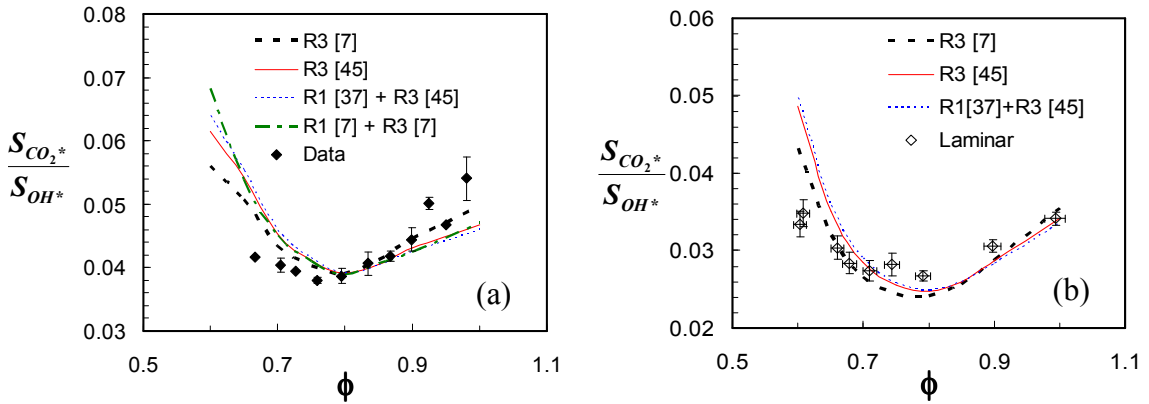 0.08
0.07
0.06
0.05
0.04
0.03
0.5
0.7
0.9
1.1
ϕ
S_CO₂*
S_OH*
R3 [7]
R3 [45]
R1 [37] + R3 [45]
R1 [7] + R3 [7]
Data
(a)
0.06
0.05
0.04
0.03
0.02
0.5
0.7
0.9
1.1
ϕ
S_CO₂*
S_OH*
R3 [7]
R3 [45]
R1[37]+R3 [45]
Laminar
(b)